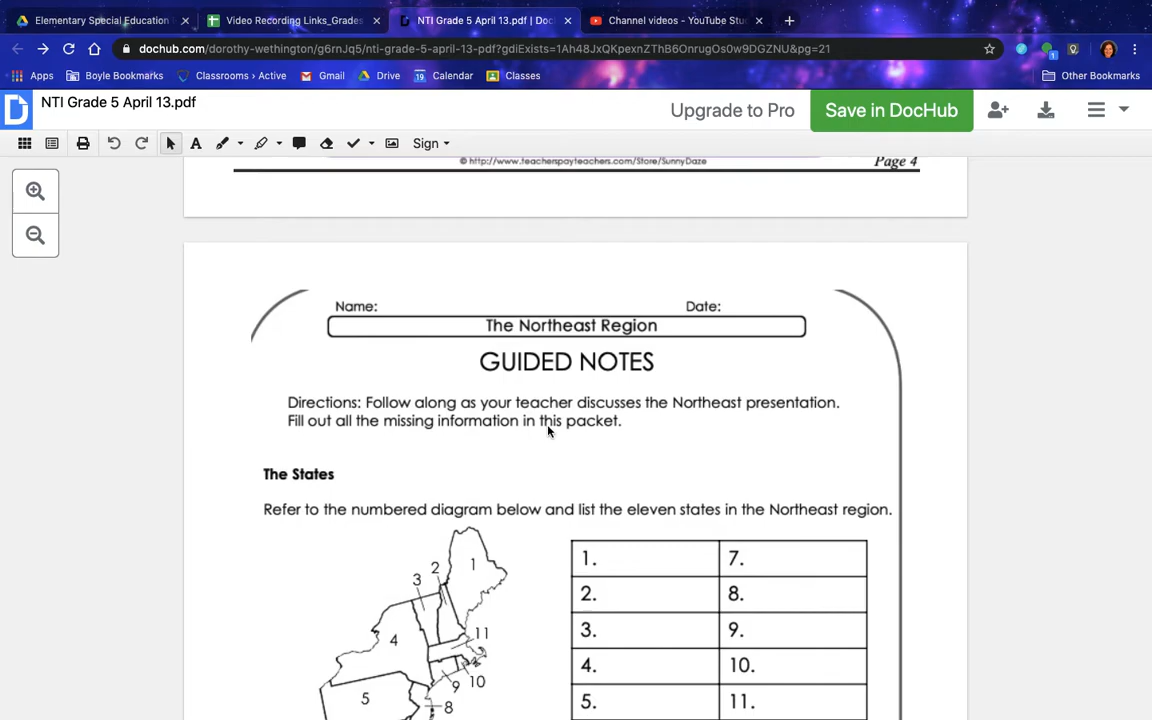 Elementary Special Education
Video Recording Links_Grades
NTI Grade 5 April 13.pdf | Doc
Channel videos - YouTube Stu
dochub.com/dorothy-wethington/g6rnJq5/nti-grade-5-april-13-pdf?gdiExists=1Ah48JxQKpexnZThB6OnrugOs0w9DGZNU&pg=21
Apps
Boyle Bookmarks
Classrooms > Active
Gmail
Drive
19
Calendar
Classes
Other Bookmarks
NTI Grade 5 April 13.pdf
Upgrade to Pro
Save in DocHub
A
Sign
© http://www.teacherspayteachers.com/Store/SunnyDaze
Page 4
Name:
Date:
The Northeast Region
GUIDED NOTES
Directions: Follow along as your teacher discusses the Northeast presentation.
Fill out all the missing information in this packet.
The States
Refer to the numbered diagram below and list the eleven states in the Northeast region.
1
2
3
4
11
10
9
5
8
1. 7.
2. 8.
3. 9.
4. 10.
5. 11.